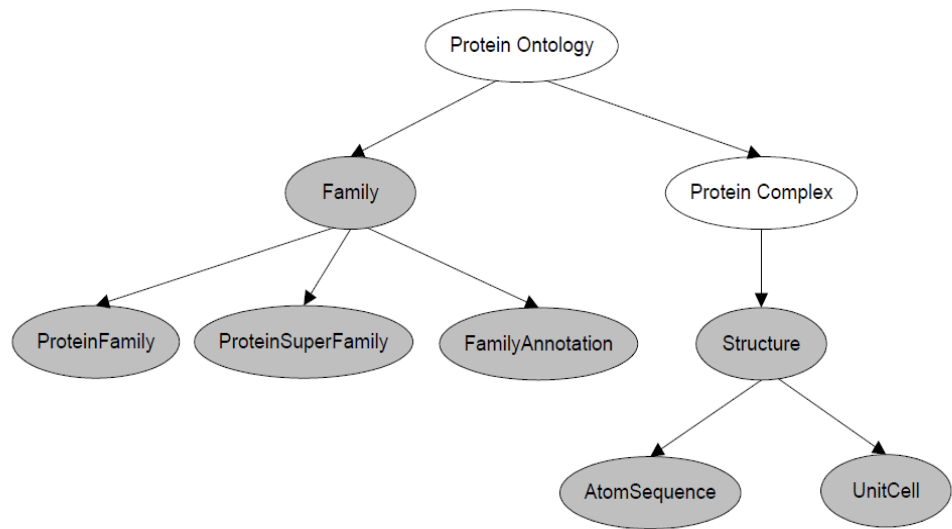 Protein Ontology
Family
Protein Complex
ProteinFamily
ProteinSuperFamily
FamilyAnnotation
Structure
AtomSequence
UnitCell